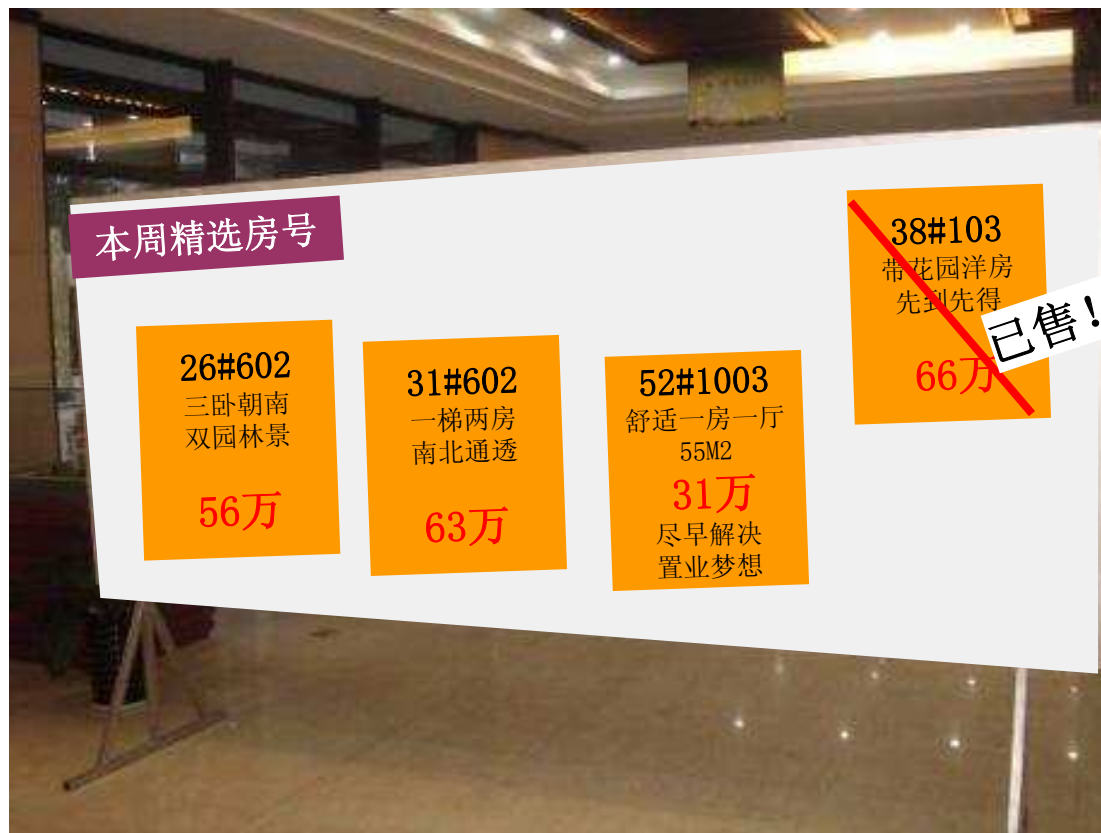 本周精选房号
26#602
三卧朝南
双园林景
56万
31#602
一梯两房
南北通透
63万
52#1003
舒适一房一厅
55M2
31万
尽早解决
置业梦想
38#103
带花园洋房
先到先得
66万
已售!